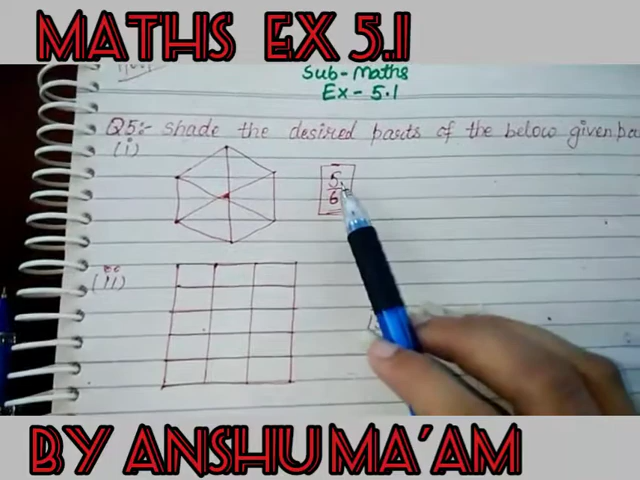 MATHS EX 5.1
Sub-Maths
Ex-5.1
Q5:- Shade the desired parts of the below given pa
(i)
5
6
(ii)
BY ANSHU MA'AM